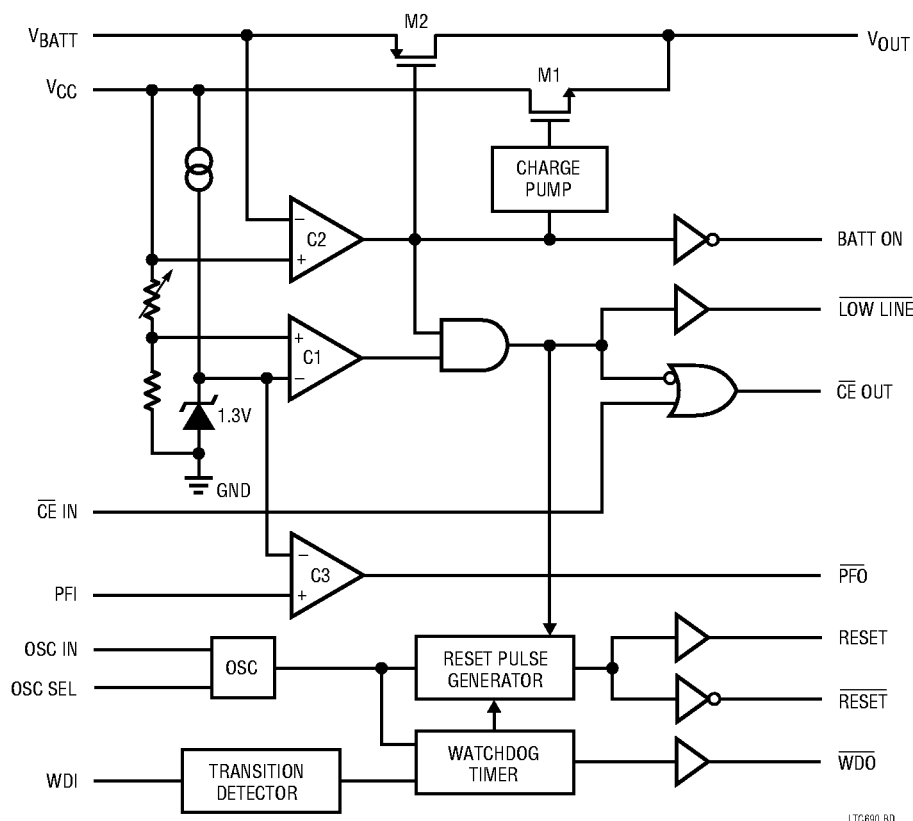 M2
VBATT
VOUT
M1
VCC
CHARGE
PUMP
–
C2
+
BATT ON
LOW LINE
+
C1
–
1.3V
CE OUT
GND
CE IN
–
C3
+
PFI
PFO
OSC IN
OSC SEL
OSC
RESET PULSE
GENERATOR
RESET
RESET
WDI
TRANSITION
DETECTOR
WATCHDOG
TIMER
WDO
LTC690 BD